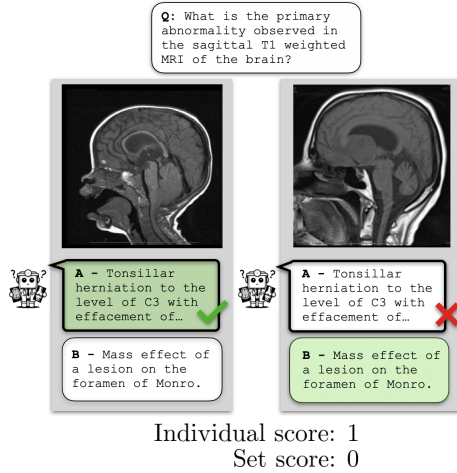 Q: What is the primary
abnormality observed in
the sagittal T1 weighted
MRI of the brain?
??
A - Tonsillar
herniation to the
level of C3 with
effacement of…
B - Mass effect of
a lesion on the
foramen of Monro.
??
A - Tonsillar
herniation to the
level of C3 with
effacement of…
B - Mass effect of
a lesion on the
foramen of Monro.
Individual score: 1
Set score: 0